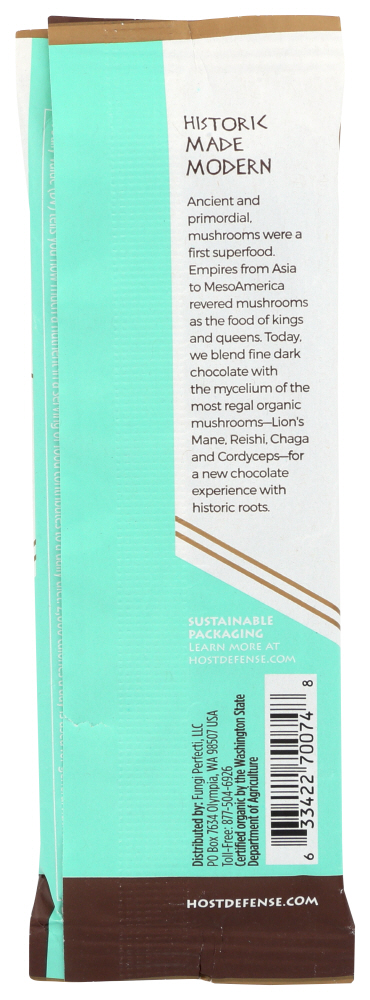 HISTORIC
MADE
MODERN
Ancient and
primordial,
mushrooms were a
first superfood.
Empires from Asia
to MesoAmerica
revered mushrooms
as the food of kings
and queens. Today,
we blend fine dark
chocolate with
the mycelium of the
most regal organic
mushrooms—Lion's
Mane, Reishi, Chaga
and Cordyceps—for
a new chocolate
experience with
historic roots.
SUSTAINABLE
PACKAGING
LEARN MORE AT
HOSTDEFENSE.COM
Distributed by: Fungi Perfecti, LLC
PO Box 7634 Olympia, WA 98507 USA
Toll-Free: 877-504-6926
Certified organic by the Washington State
Department of Agriculture
6 33422 70074 8
HOSTDEFENSE.COM